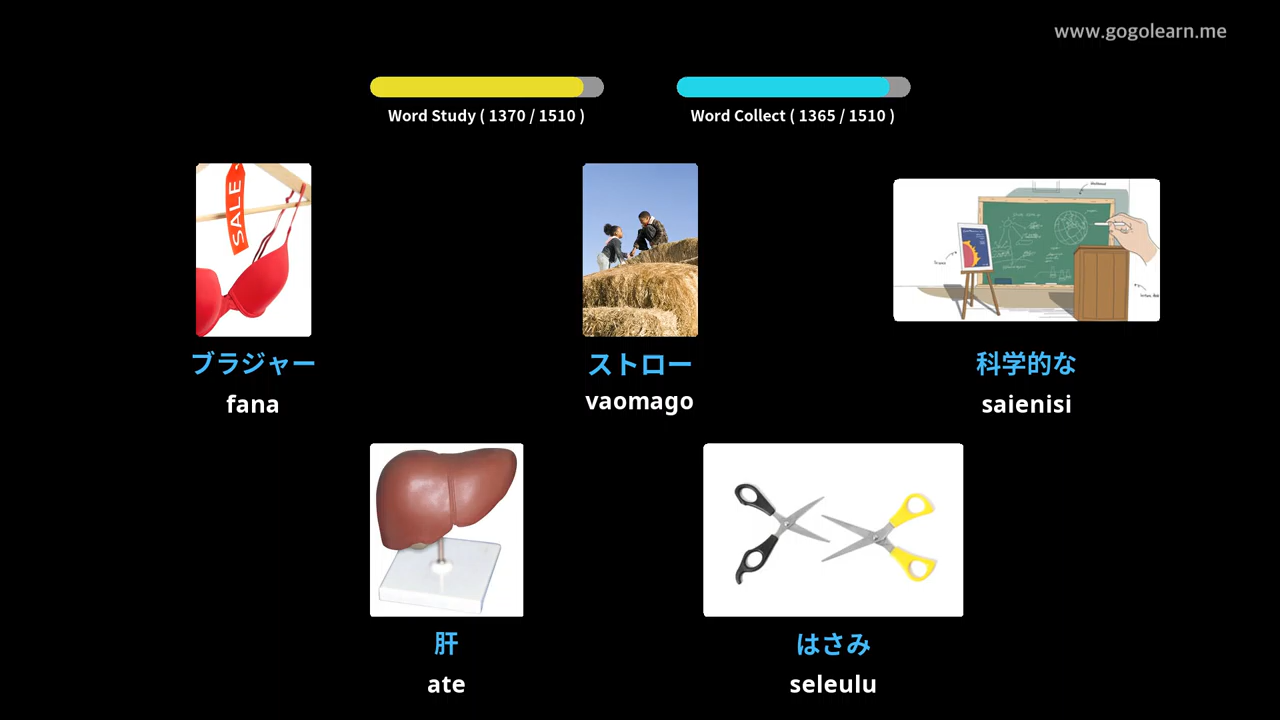 www.gogolearn.me
Word Study ( 1370 / 1510 )
Word Collect ( 1365 / 1510 )
SALE
ブラジャー
fana
ストロー
vaomago
科学的な
saienisi
肝
ate
はさみ
seleulu